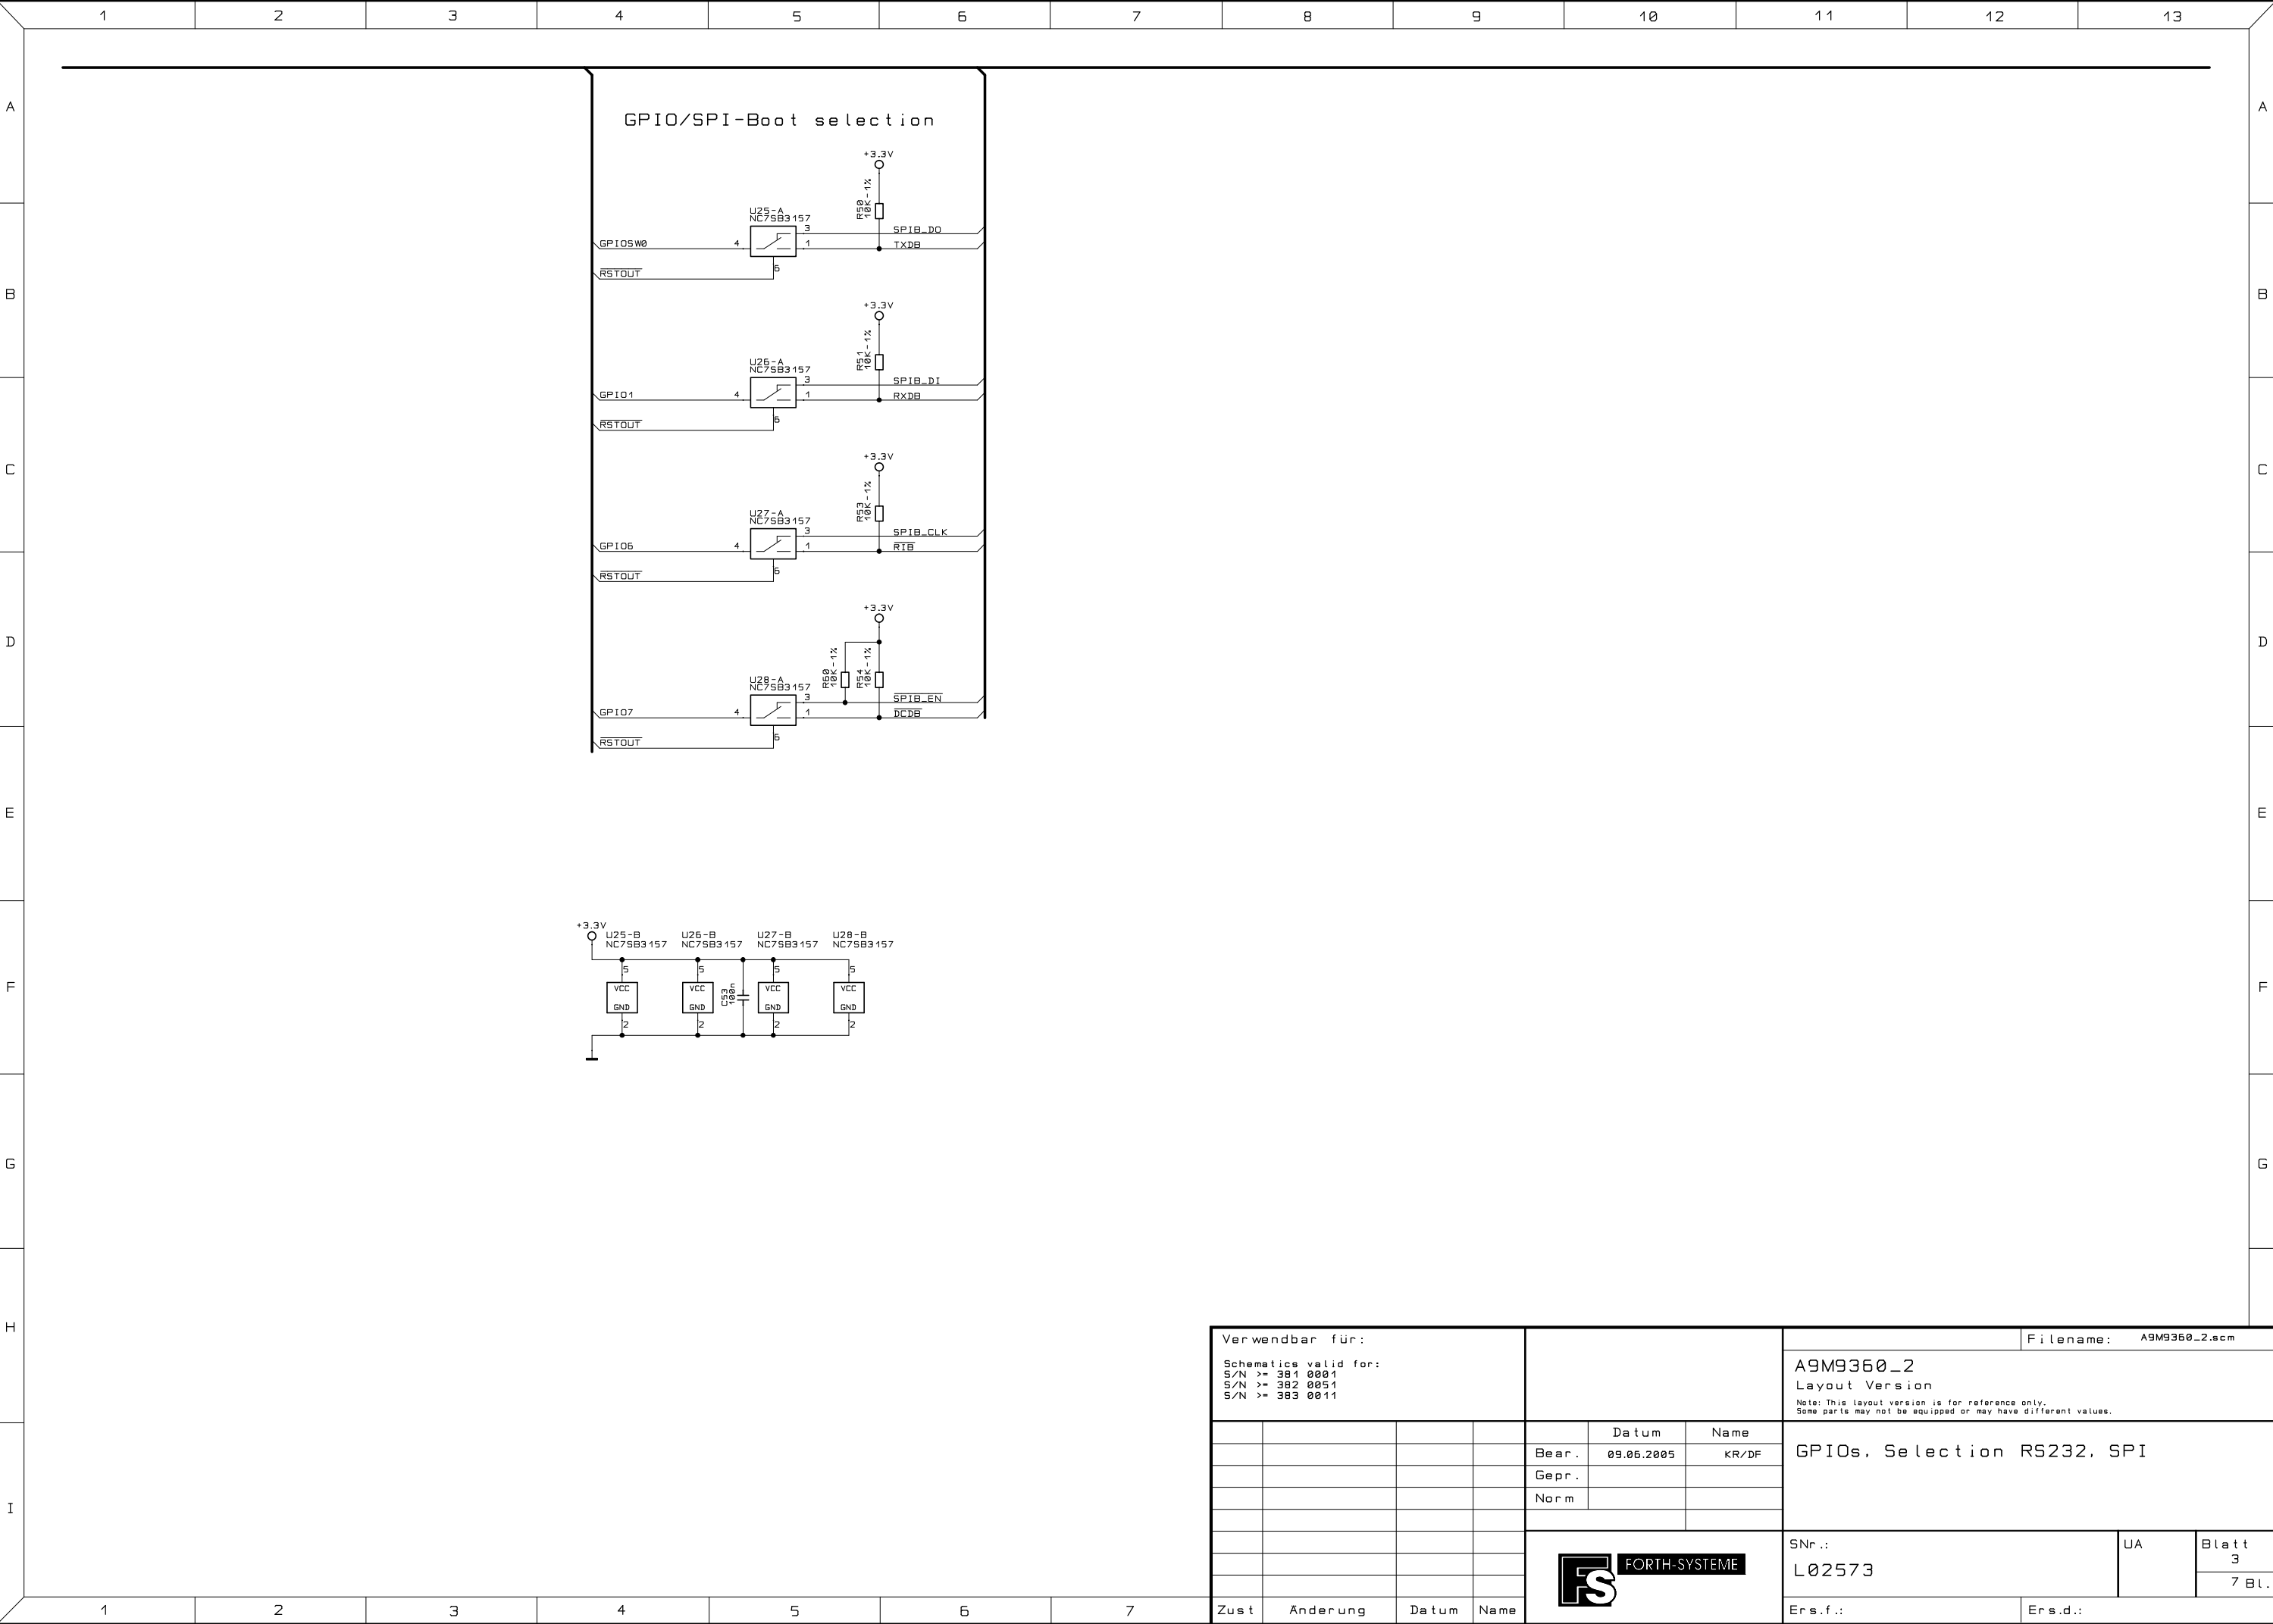 1 2 3 4 5 6 7 8 9 10 11 12 13
A A
GPIO/SPI-Boot selection
+3.3V
R50
10K-1%
U25-A
NC7SB3157
3 SPIB_DO
GPIOSW0 4 1 TXDB
RSTOUT 6
B B
+3.3V
R51
10K-1%
U26-A
NC7SB3157
3 SPIB_DI
GPIO1 4 1 RXDB
RSTOUT 6
C C
+3.3V
R53
10K-1%
U27-A
NC7SB3157
3 SPIB_CLK
GPIO6 4 1 RIB
RSTOUT 6
+3.3V
D D
R60
10K-1%
R54
10K-1%
U28-A
NC7SB3157
3 SPIB_EN
GPIO7 4 1 DCDB
RSTOUT 6
E E
+3.3V
U25-B U26-B U27-B U28-B
NC7SB3157 NC7SB3157 NC7SB3157 NC7SB3157
5 5 5 5
F F
VCC VCC VCC VCC
C53
100n
GND GND GND GND
2 2 2 2
G G
H
Verwendbar für:
Schematics valid for:
S/N >= 381 0001
S/N >= 382 0051
S/N >= 383 0011
Filename: A9M9360_2.scm
A9M9360_2
Layout Version
Note: This layout version is for reference only.
Some parts may not be equipped or may have different values.
Datum Name
Bear. 09.06.2005 KR/DF
Gepr.
Norm
GPIOs, Selection RS232, SPI
I
FS FORTH-SYSTEME
SNr.:
L02573
UA
Blatt
3
7 Bl.
Zust Änderung Datum Name
Ers.f.: Ers.d.:
1 2 3 4 5 6 7